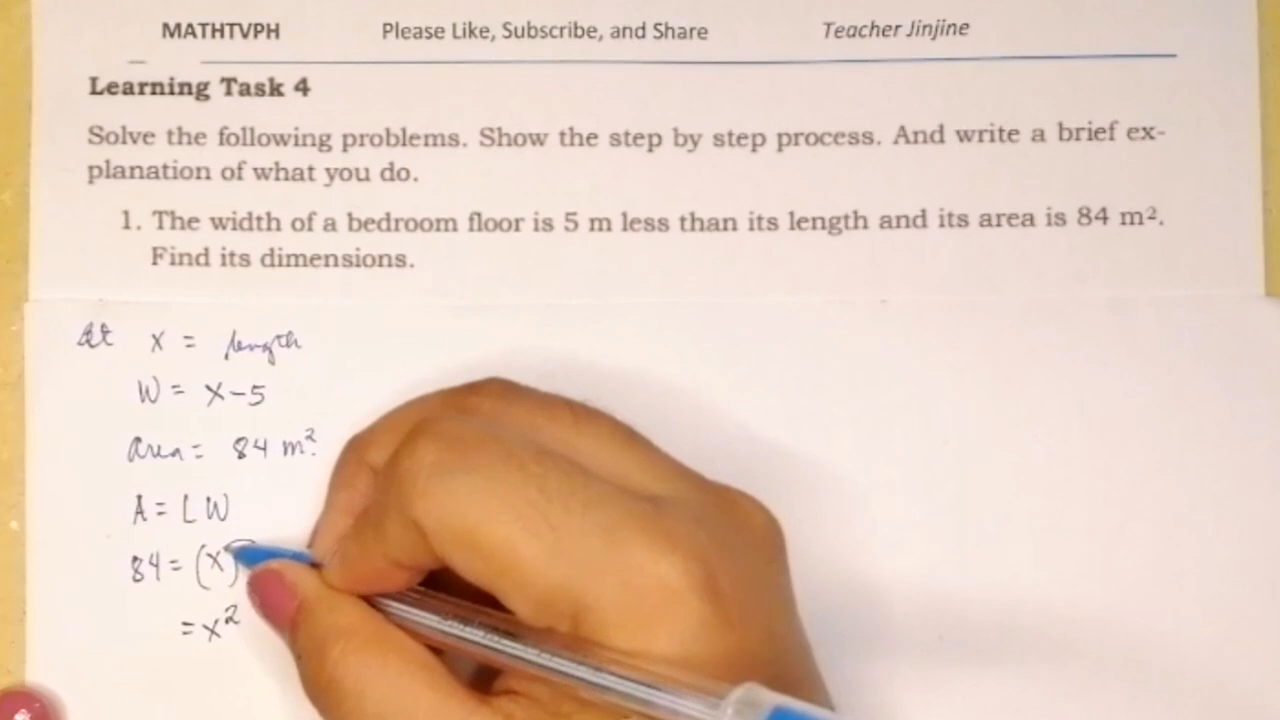 MATHTVPH Please Like, Subscribe, and Share Teacher Jinjine
Learning Task 4
Solve the following problems. Show the step by step process. And write a brief ex-
planation of what you do.
1. The width of a bedroom floor is 5 m less than its length and its area is 84 m².
Find its dimensions.
x = length
W = x-5
area = 84 m².
A = LW
84 = (x)
= x²